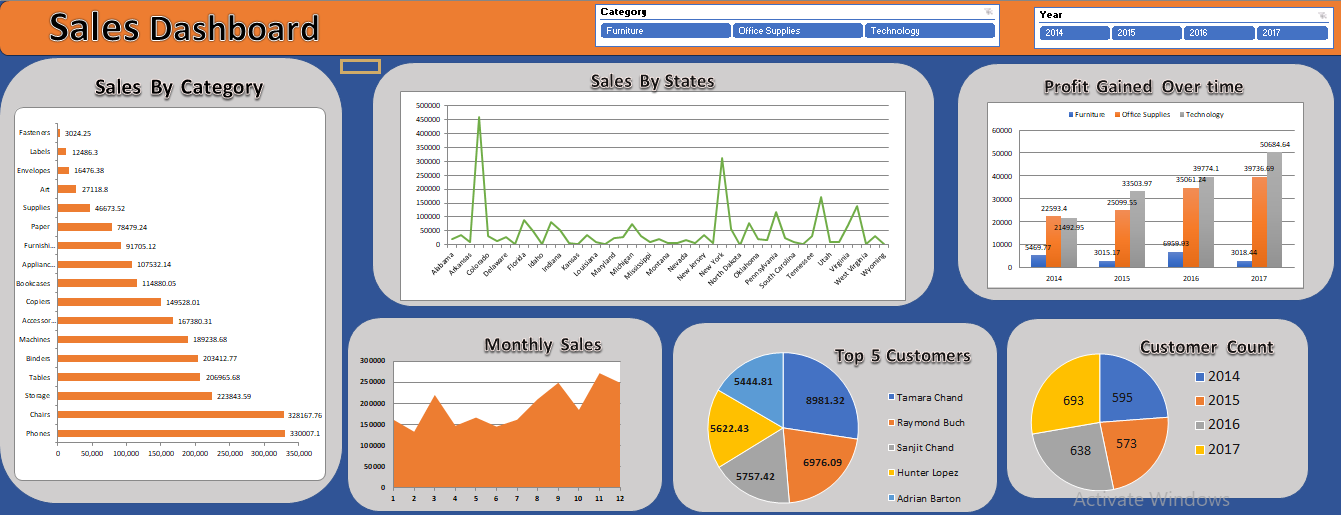 Sales Dashboard
Category
Furniture
Office Supplies
Technology
Year
2014
2015
2016
2017
Sales By Category
Fasteners
3024.25
Labels
12486.3
Envelopes
16476.38
Art
27118.8
Supplies
46673.52
Paper
78479.24
Furnishi...
91705.12
Applianc...
107532.14
Bookcases
114880.05
Copiers
149528.01
Accessor...
167380.31
Machines
189238.68
Binders
203412.77
Tables
206965.68
Storage
223843.59
Chairs
328167.76
Phones
330007.1
0
50,000
100,000
150,000
200,000
250,000
300,000
350,000
Sales By States
500000
450000
400000
350000
300000
250000
200000
150000
100000
50000
0
Alabama
Arkansas
Colorado
Delaware
Florida
Idaho
Indiana
Kansas
Louisiana
Maryland
Michigan
Mississippi
Montana
Nevada
New Jersey
New York
North Dakota
Oklahoma
Pennsylvania
South Carolina
Tennessee
Utah
Virginia
West Virginia
Wyoming
Profit Gained Over time
Furniture
Office Supplies
Technology
60000
50000
40000
30000
20000
10000
0
5469.77
22593.4
21492.95
3015.17
25099.55
33503.97
6959.93
35061.24
39774.1
3018.44
39736.69
50684.64
2014
2015
2016
2017
Monthly Sales
300000
250000
200000
150000
100000
50000
0
1
2
3
4
5
6
7
8
9
10
11
12
Top 5 Customers
8981.32
6976.09
5757.42
5622.43
5444.81
Tamara Chand
Raymond Buch
Sanjit Chand
Hunter Lopez
Adrian Barton
Customer Count
595
573
638
693
2014
2015
2016
2017
Activate Windows